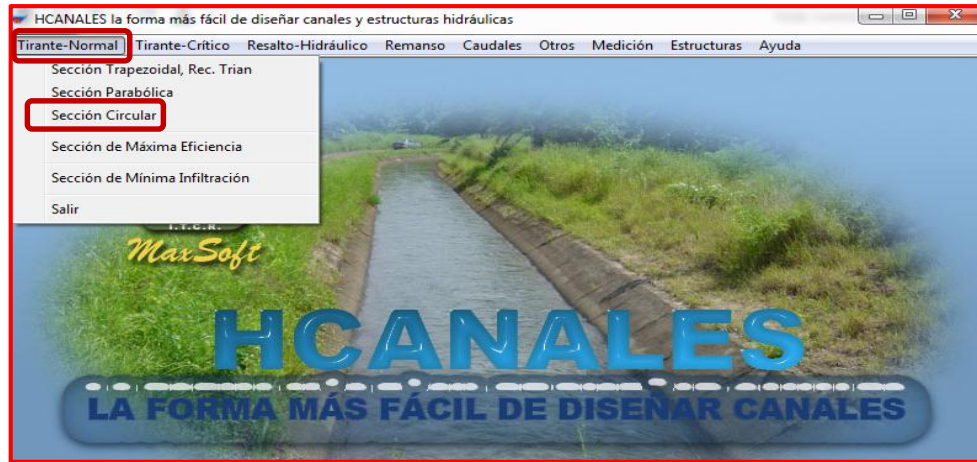 HCANALES la forma más fácil de diseñar canales y estructuras hidráulicas
Tirante-Normal Tirante-Crítico Resalto-Hidráulico Remanso Caudales Otros Medición Estructuras Ayuda
Sección Trapezoidal, Rec. Trian
Sección Parabólica
Sección Circular
Sección de Máxima Eficiencia
Sección de Mínima Infiltración
Salir
MaxSoft
HCANALES
LA FORMA MÁS FÁCIL DE DISEÑAR CANALES